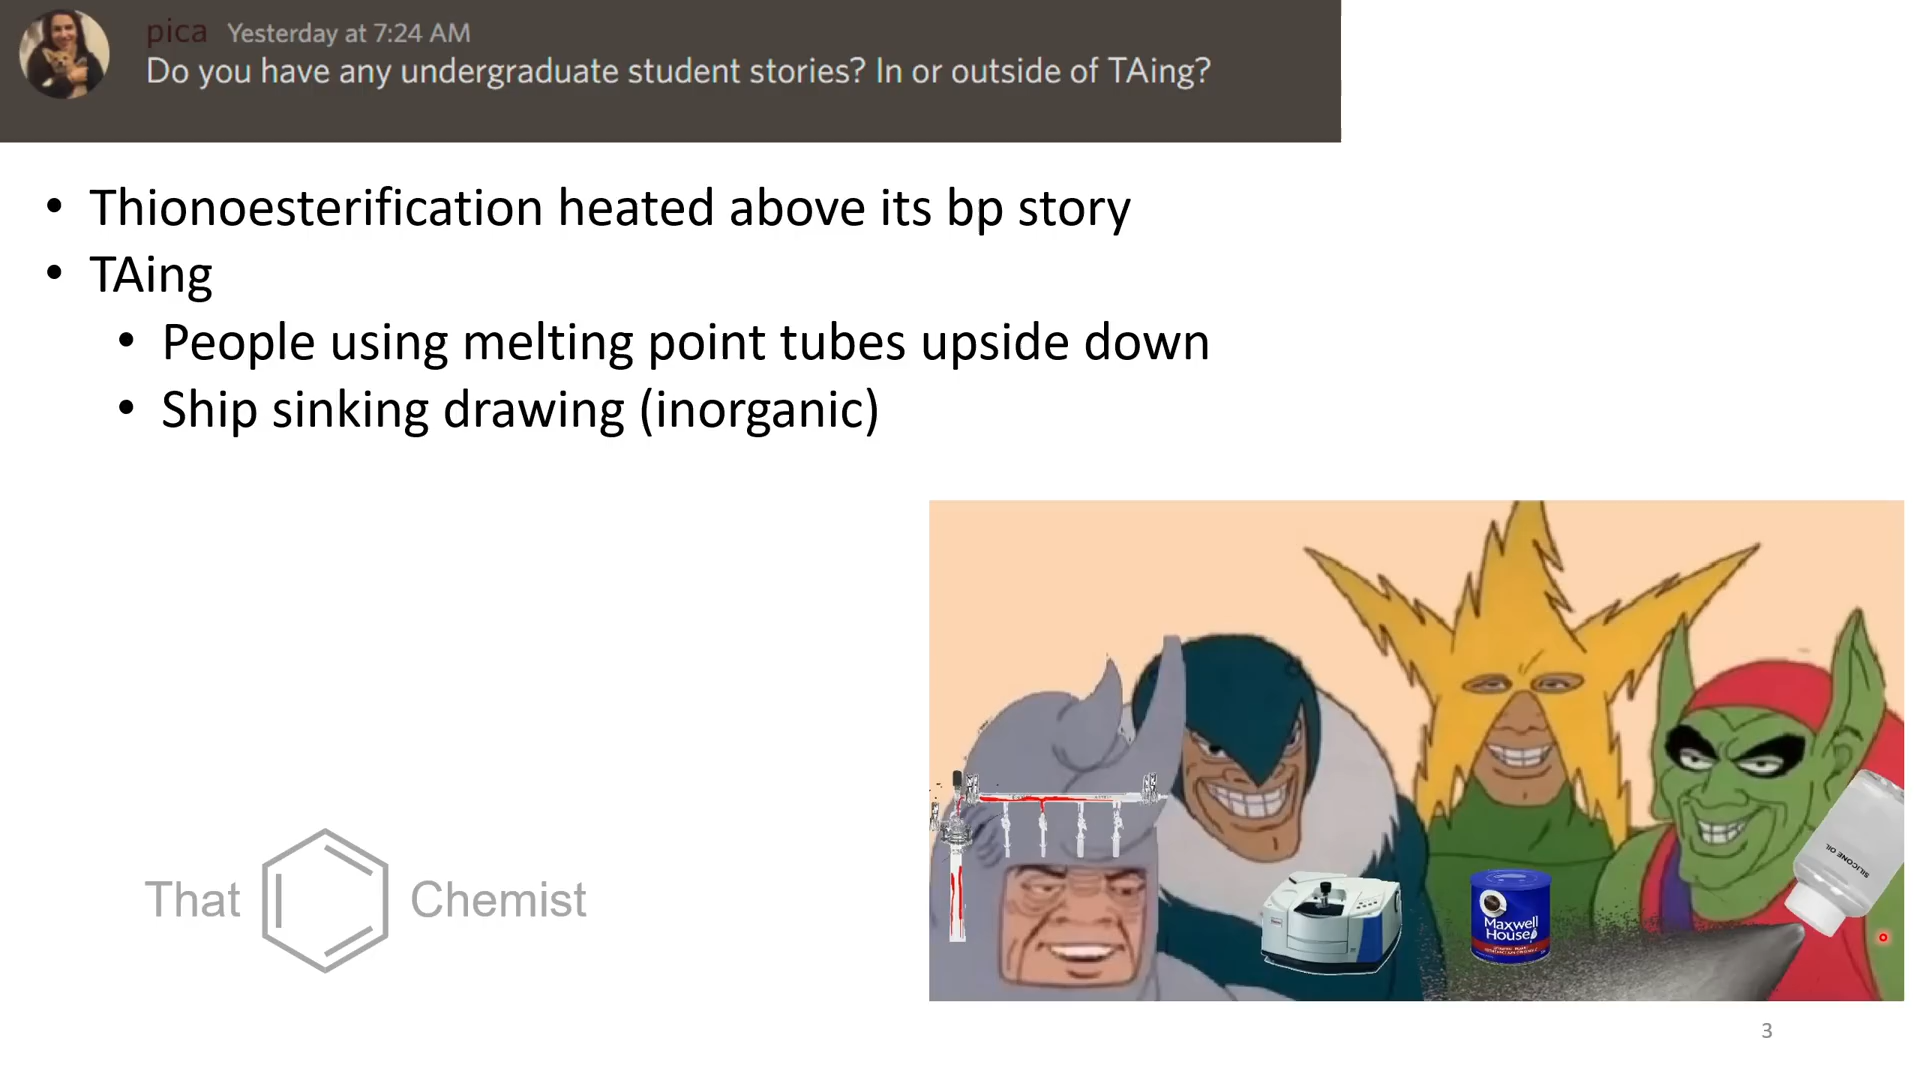 pica Yesterday at 7:24 AM
Do you have any undergraduate student stories? In or outside of TAing?
• Thionoesterification heated above its bp story
• TAing
• People using melting point tubes upside down
• Ship sinking drawing (inorganic)
That Chemist
Maxwell
House
SILICONE OIL
3